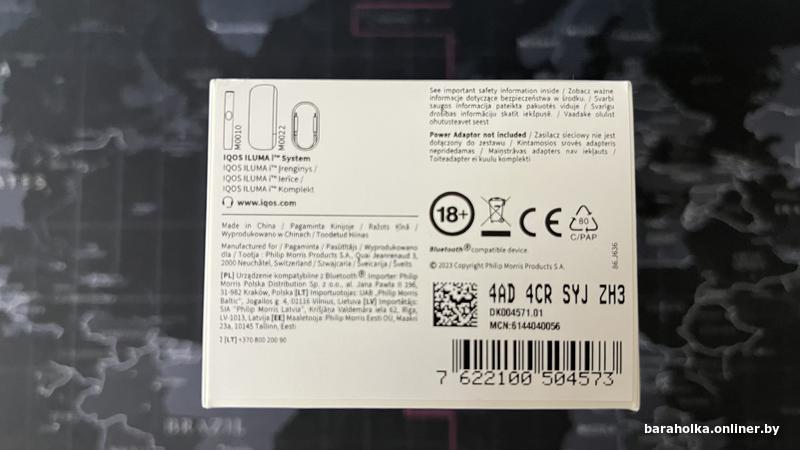 M0010
M0022
IQOS ILUMA i™ System
IQOS ILUMA i™ Įrenginys /
IQOS ILUMA i™ Ierīce /
IQOS ILUMA i™ Komplekt
www.iqos.com
Made in China / Pagaminta Kinijoje / Ražots Ķīnā /
Wyprodukowano w Chinach / Toodetud Hiinas
Manufactured for / Pagaminta / Pasūtītājs / Wyprodukowano
dla / Tootja : Philip Morris Products S.A., Quai Jeanrenaud 3,
2000 Neuchâtel, Switzerland / Szwajcaria / Šveicarija / Šveits
[PL] Urządzenie kompatybilne z Bluetooth® Importer: Philip
Morris Polska Distribution Sp. z o.o., al. Jana Pawła II 196,
31-982 Kraków, Polska [LT] Importuotojas: UAB „Philip Morris
Baltic", Jogailos g. 4, 01116 Vilnius, Lietuva [LV] Importētājs:
SIA "Philip Morris Latvia", Krišjāņa Valdemāra iela 62, Rīga,
LV-1013, Latvija [EE] Maaletooja: Philip Morris Eesti OÜ, Maakri
23a, 10145 Tallinn, Eesti
[LT] +370 800 200 90
See important safety information inside / Zobacz ważne
informacje dotyczące bezpieczeństwa w środku. / Svarbi
saugos informacija pateikta pakuotės viduje / Svarīgu
drošības informāciju skatīt iekšpusē. / Vaadake olulist
ohutusteavet seest
Power Adaptor not included / Zasilacz sieciowy nie jest
dołączony do zestawu / Kintamosios srovės adapteris
nepridedamas / Maiņstrāvas adapters nav iekļauts /
Toiteadapter ei kuulu komplekti
18+
CE
80
C/PAP
Bluetooth® compatible device.
© 2023 Copyright Philip Morris Products S.A.
4AD 4CR SYJ ZH3
DK004571.01
MCN:6144040056
7 622100 504573
BRAZIL
baraholka.onliner.by